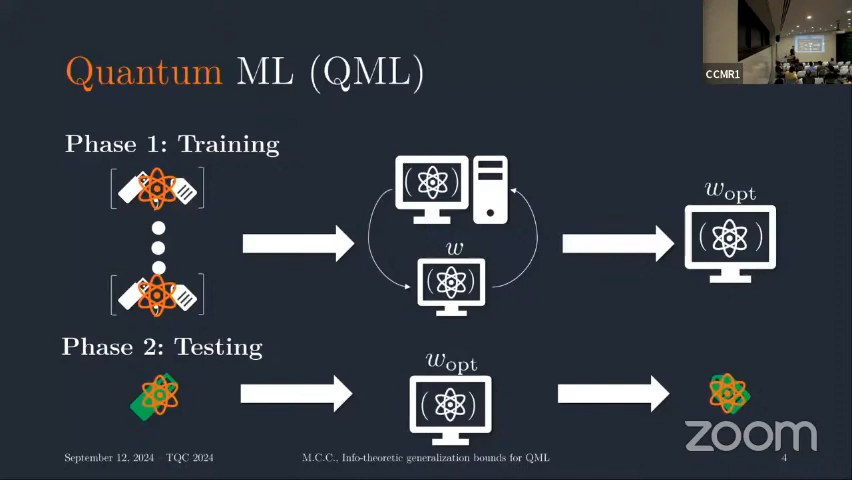 CCMR1
Quantum ML (QML)
Phase 1: Training
w
w_opt
Phase 2: Testing
w_opt
zoom
September 12, 2024 – TQC 2024
M.C.C., Info-theoretic generalization bounds for QML
4